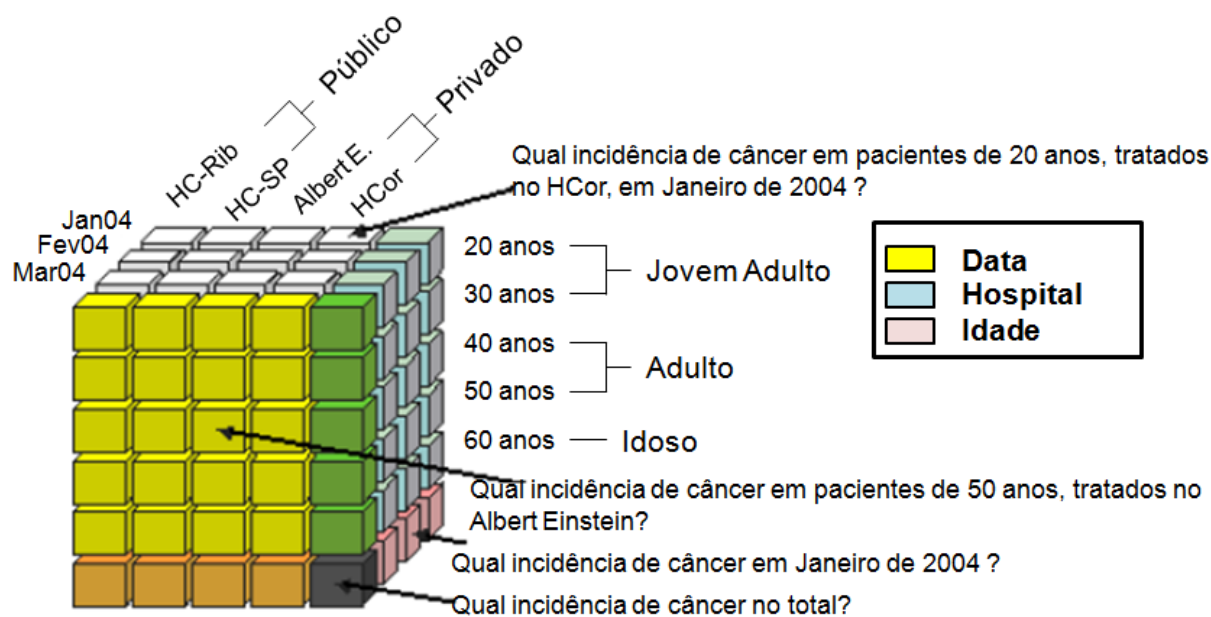 Público
Privado
HC-Rib
HC-SP
Albert E.
HCor
Qual incidência de câncer em pacientes de 20 anos, tratados
no HCor, em Janeiro de 2004 ?
Jan04
Fev04
Mar04
20 anos
30 anos
Jovem Adulto
40 anos
50 anos
Adulto
60 anos
Idoso
Data
Hospital
Idade
Qual incidência de câncer em pacientes de 50 anos, tratados no
Albert Einstein?
Qual incidência de câncer em Janeiro de 2004 ?
Qual incidência de câncer no total?